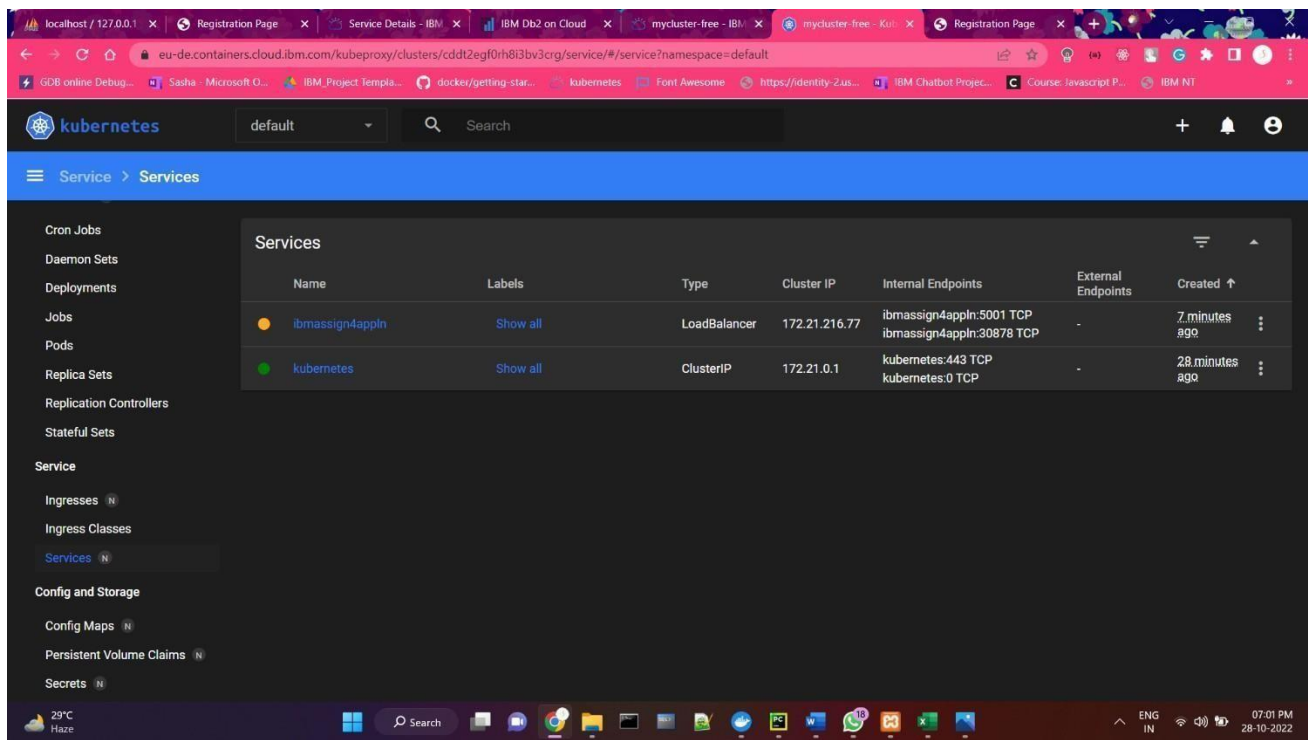 localhost / 127.0.0.1
Registration Page
Service Details - IBM
IBM Db2 on Cloud
mycluster-free - IBM
mycluster-free - Kub
Registration Page
eu-de.containers.cloud.ibm.com/kubeproxy/clusters/cddt2egf0rh8i3bv3crg/service/#/service?namespace=default
GDB online Debug...
Sasha - Microsoft O...
IBM_Project Templa...
docker/getting-star...
kubernetes
Font Awesome
https://identity-2.us...
IBM Chatbot Projec...
Course: Javascript P...
IBM NT
kubernetes
default
Search
Service > Services
Cron Jobs
Daemon Sets
Deployments
Jobs
Pods
Replica Sets
Replication Controllers
Stateful Sets
Service
Ingresses N
Ingress Classes
Services N
Config and Storage
Config Maps N
Persistent Volume Claims N
Secrets N
Services
Name Labels Type Cluster IP Internal Endpoints External Endpoints Created
ibmassign4appln Show all LoadBalancer 172.21.216.77 ibmassign4appln:5001 TCP - 7 minutes ago
ibmassign4appln:30878 TCP
kubernetes Show all ClusterIP 172.21.0.1 kubernetes:443 TCP - 28 minutes ago
kubernetes:0 TCP
29°C
Haze
Search
18
ENG
IN
07:01 PM
28-10-2022